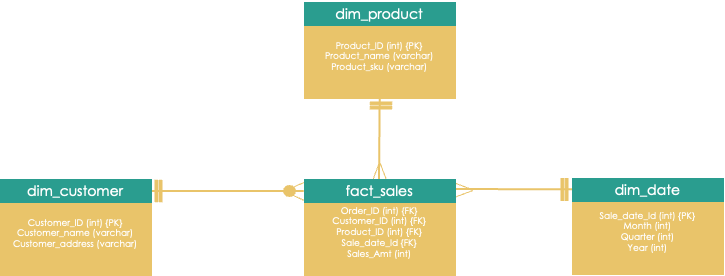 dim_product
Product_ID (int) {PK}
Product_name (varchar)
Product_sku (varchar)
dim_customer
Customer_ID (int) {PK}
Customer_name (varchar)
Customer_address (varchar)
fact_sales
Order_ID (int) {FK}
Customer_ID (int) {FK}
Product_ID (int) {FK}
Sale_date_id {FK}
Sales_Amt (int)
dim_date
Sale_date_id (int) {PK}
Month (int)
Quarter (int)
Year (int)